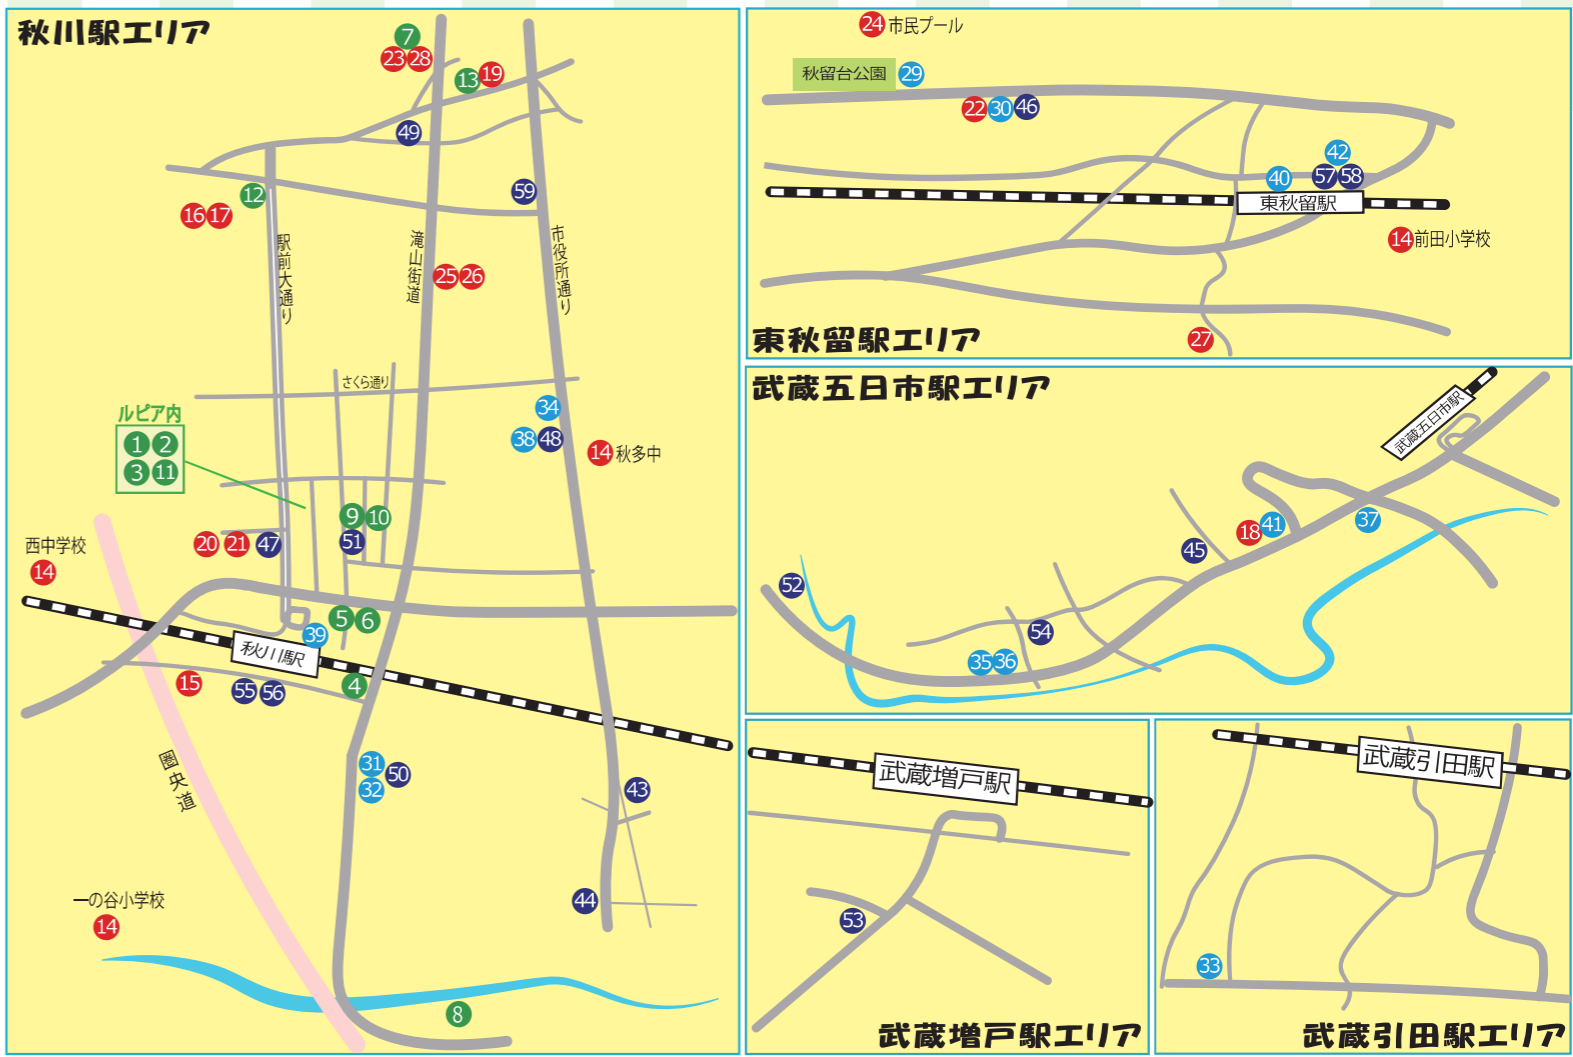 秋川駅エリア
7
23 28
13 19
49
12
59
16 17
駅前大通り
滝山街道
市役所通り
25 26
さくら通り
ルピア内
1 2
3 11
34
38 48
14 秋多中
9 10
51
20 21 47
西中学校
14
5 6
39
秋川駅
15
55 56
4
圏央道
31
32
50
43
44
一の谷小学校
14
8
24 市民プール
秋留台公園 29
22 30 46
42
40 57 58
東秋留駅
14 前田小学校
27
東秋留駅エリア
武蔵五日市駅エリア
武蔵五日市駅
37
18 41
45
52
54
35 36
武蔵増戸駅
53
武蔵増戸駅エリア
武蔵引田駅
33
武蔵引田駅エリア